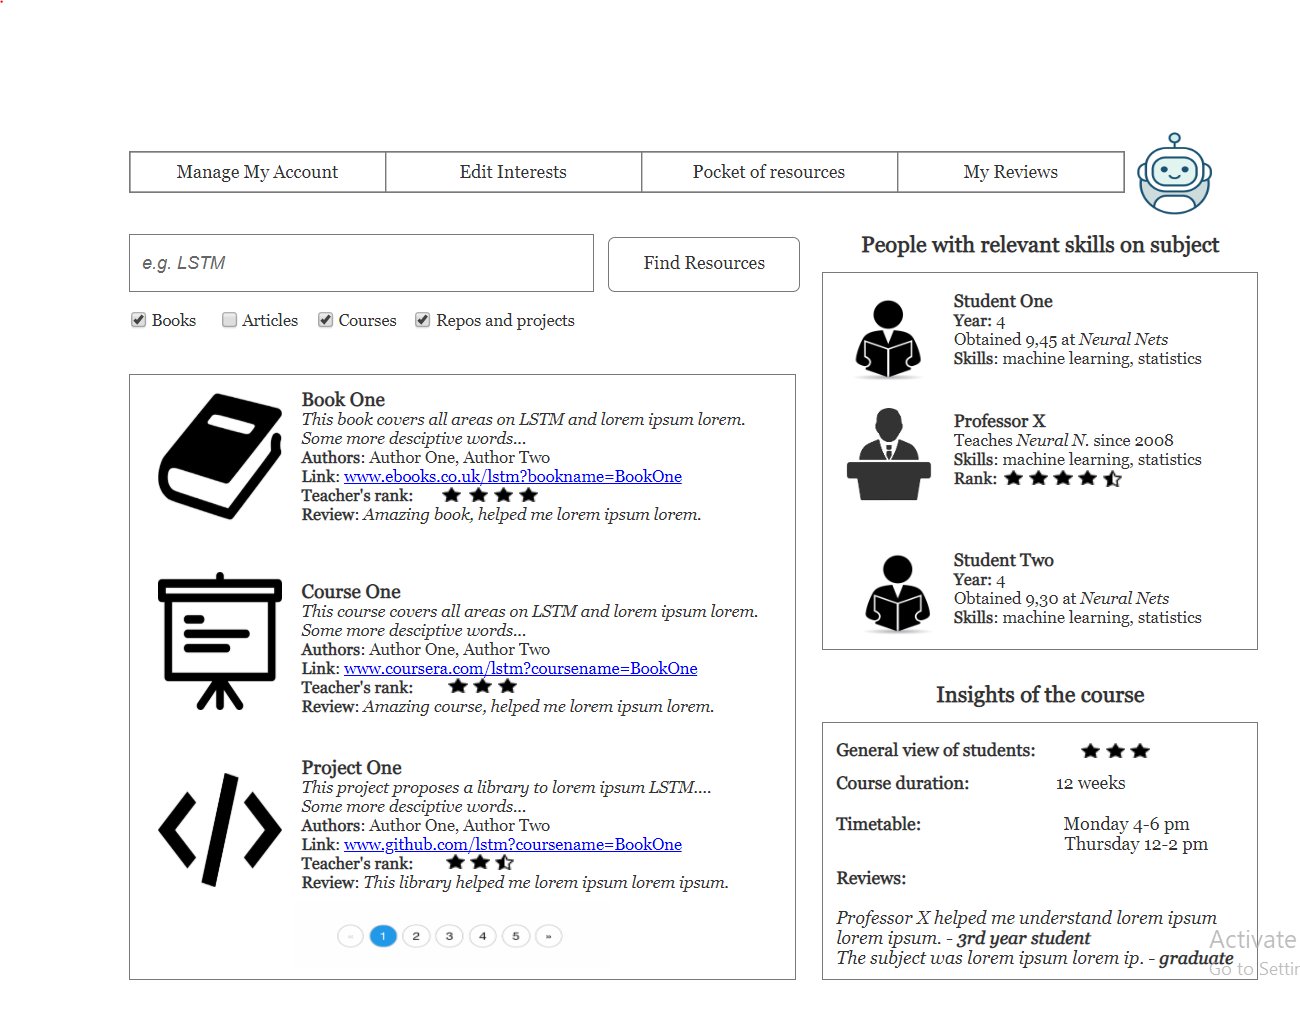 Manage My Account
Edit Interests
Pocket of resources
My Reviews
e.g. LSTM
Find Resources
Books
Articles
Courses
Repos and projects
Book One
This book covers all areas on LSTM and lorem ipsum lorem.
Some more desciptive words...
Authors: Author One, Author Two
Link: www.ebooks.co.uk/lstm?bookname=BookOne
Teacher's rank:
Review: Amazing book, helped me lorem ipsum lorem.
Course One
This course covers all areas on LSTM and lorem ipsum lorem.
Some more desciptive words...
Authors: Author One, Author Two
Link: www.coursera.com/lstm?coursename=BookOne
Teacher's rank:
Review: Amazing course, helped me lorem ipsum lorem.
Project One
This project proposes a library to lorem ipsum LSTM....
Some more desciptive words...
Authors: Author One, Author Two
Link: www.github.com/lstm?coursename=BookOne
Teacher's rank:
Review: This library helped me lorem ipsum lorem ipsum.
« 1 2 3 4 5 »
People with relevant skills on subject
Student One
Year: 4
Obtained 9,45 at Neural Nets
Skills: machine learning, statistics
Professor X
Teaches Neural N. since 2008
Skills: machine learning, statistics
Rank:
Student Two
Year: 4
Obtained 9,30 at Neural Nets
Skills: machine learning, statistics
Insights of the course
General view of students:
Course duration: 12 weeks
Timetable: Monday 4-6 pm
Thursday 12-2 pm
Reviews:
Professor X helped me understand lorem ipsum
lorem ipsum. - 3rd year student
The subject was lorem ipsum lorem ip. - graduate
Activate
Go to Settin